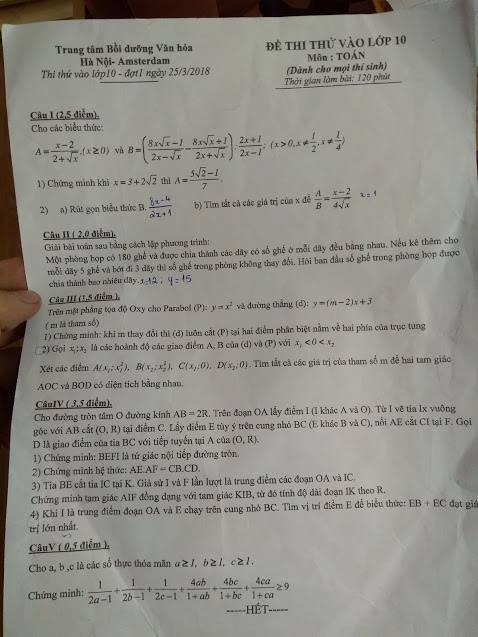 Trung tâm Bồi dưỡng Văn hóa
Hà Nội- Amsterdam
Thi thử vào lớp10 - đợt1 ngày 25/3/2018
ĐỀ THI THỬ VÀO LỚP 10
Môn : TOÁN
(Dành cho mọi thí sinh)
Thời gian làm bài: 120 phút
Câu I (2,5 điểm).
Cho các biểu thức:
A = (x-2)/(2+√x), (x ≥ 0) và B = ((8x√x-1)/(2x-√x) - (8x√x+1)/(2x+√x)) . (2x+1)/(2x-1); (x > 0, x ≠ 1/2, x ≠ 1/4)
1) Chứng minh khi x = 3+2√2 thì A = (5√2-1)/7.
2) a) Rút gọn biểu thức B. (8x-4)/(2x+1) b) Tìm tất cả các giá trị của x để A/B = (x-2)/(4√x) x = 1
Câu II ( 2,0 điểm).
Giải bài toán sau bằng cách lập phương trình:
Một phòng họp có 180 ghế và được chia thành các dãy có số ghế ở mỗi dãy đều bằng nhau. Nếu kê thêm cho
mỗi dãy 5 ghế và bớt đi 3 dãy thì số ghế trong phòng không thay đổi. Hỏi ban đầu số ghế trong phòng họp được
chia thành bao nhiêu dãy. x=12 ; y = 15
Câu III (1,5 điểm ).
Trên mặt phẳng tọa độ Oxy cho Parabol (P): y = x² và đường thẳng (d): y = (m-2)x+3
( m là tham số)
1) Chứng minh: khi m thay đổi thì (d) luôn cắt (P) tại hai điểm phân biệt nằm về hai phía của trục tung
2) Gọi x₁; x₂ là các hoành độ các giao điểm A, B của (d) và (P) với x₁ < 0 < x₂
Xét các điểm A(x₁; x₁²), B(x₂; x₂²), C(x₁; 0), D(x₂; 0). Tìm tất cả các giá trị của tham số m để hai tam giác
AOC và BOD có diện tích bằng nhau.
CâuIV ( 3,5 điểm).
Cho đường tròn tâm O đường kính AB = 2R. Trên đoạn OA lấy điểm I (I khác A và O). Từ I vẽ tia Ix vuông
góc với AB cắt (O, R) tại điểm C. Lấy điểm E tùy ý trên cung nhỏ BC (E khác B và C), nối AE cắt CI tại F. Gọi
D là giao điểm của tia BC với tiếp tuyến tại A của (O, R).
1) Chứng minh: BEFI là tứ giác nội tiếp đường tròn.
2) Chứng minh hệ thức: AE.AF = CB.CD.
3) Tia BE cắt tia IC tại K. Giả sử I và F lần lượt là trung điểm các đoạn OA và IC.
Chứng minh tam giác AIF đồng dạng với tam giác KIB, từ đó tính độ dài đoạn IK theo R.
4) Khi I là trung điểm đoạn OA và E chạy trên cung nhỏ BC. Tìm vị trí điểm E để biểu thức: EB + EC đạt giá
trị lớn nhất.
CâuV ( 0,5 điểm ).
Cho a, b ,c là các số thực thỏa mãn a ≥ 1, b ≥ 1, c ≥ 1.
Chứng minh: 1/(2a-1) + 1/(2b-1) + 1/(2c-1) + 4ab/(1+ab) + 4bc/(1+bc) + 4ca/(1+ca) ≥ 9
-----HẾT-----